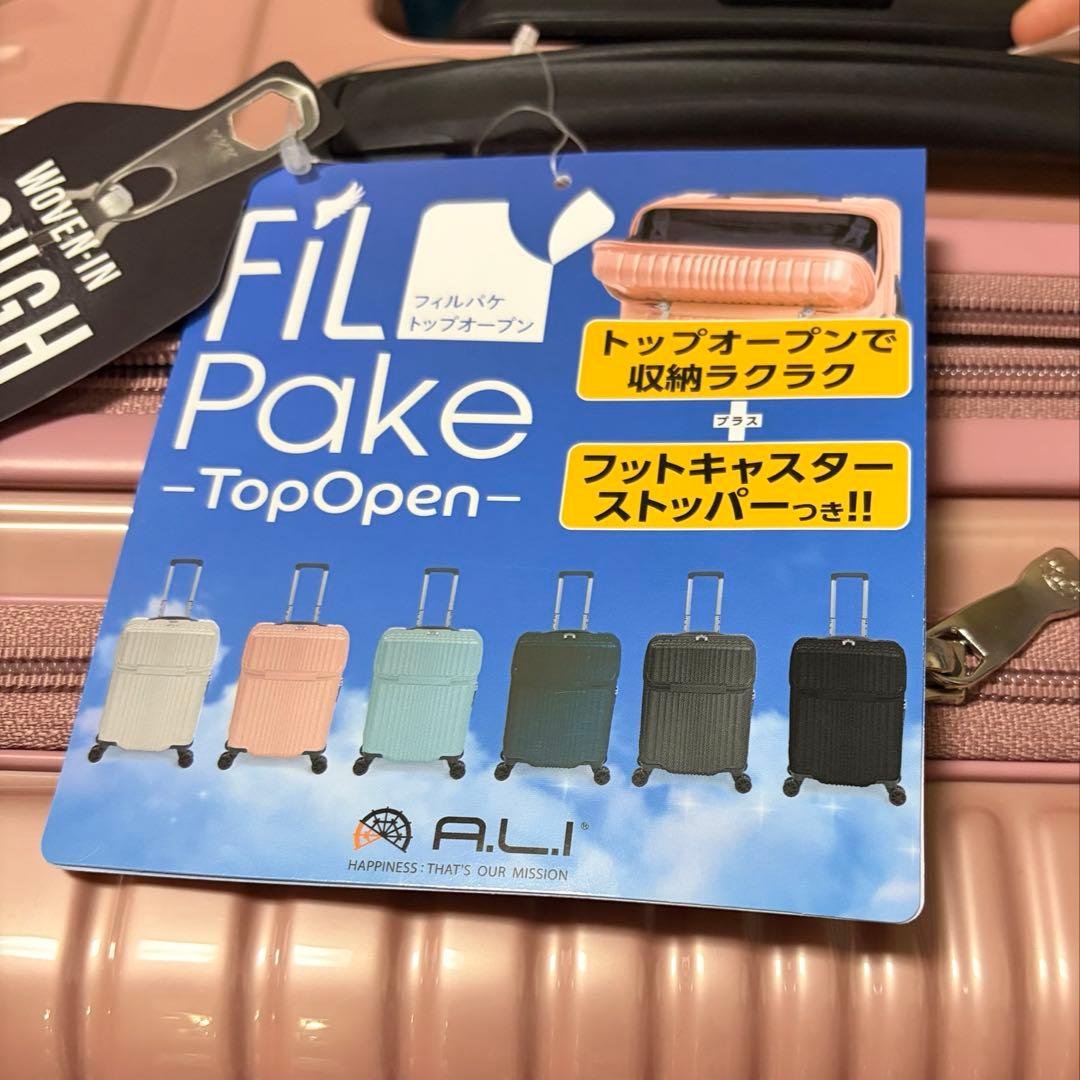 WOVEN-IN
FiL
フィルパケ
トップオープン
Pake
-TopOpen-
トップオープンで
収納ラクラク
プラス
フットキャスター
ストッパーつき!!
A.L.I®
HAPPINESS : THAT'S OUR MISSION